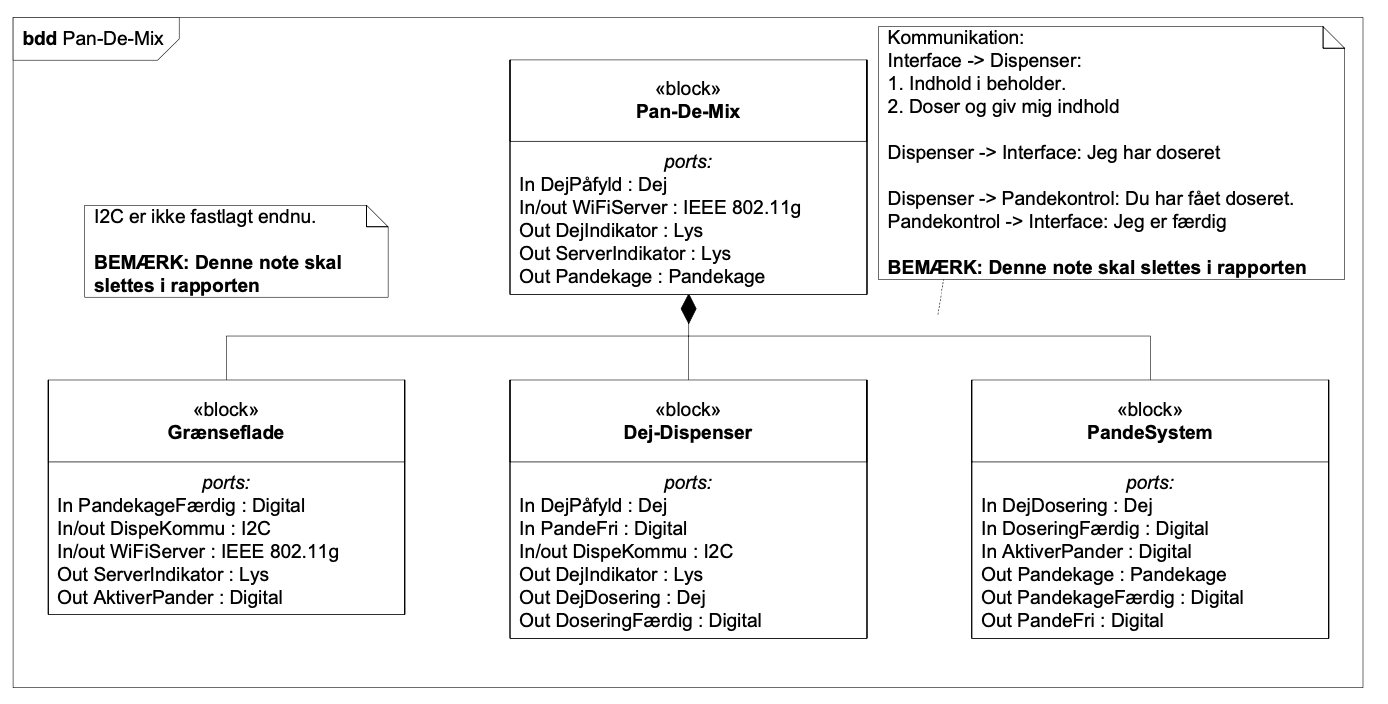 bdd Pan-De-Mix
Kommunikation:
Interface -> Dispenser:
1. Indhold i beholder.
2. Doser og giv mig indhold
Dispenser -> Interface: Jeg har doseret
Dispenser -> Pandekontrol: Du har fået doseret.
Pandekontrol -> Interface: Jeg er færdig
BEMÆRK: Denne note skal slettes i rapporten
«block»
Pan-De-Mix
ports:
In DejPåfyld : Dej
In/out WiFiServer : IEEE 802.11g
Out DejIndikator : Lys
Out ServerIndikator : Lys
Out Pandekage : Pandekage
I2C er ikke fastlagt endnu.
BEMÆRK: Denne note skal
slettes i rapporten
«block»
Grænseflade
ports:
In PandekageFærdig : Digital
In/out DispeKommu : I2C
In/out WiFiServer : IEEE 802.11g
Out ServerIndikator : Lys
Out AktiverPander : Digital
«block»
Dej-Dispenser
ports:
In DejPåfyld : Dej
In PandeFri : Digital
In/out DispeKommu : I2C
Out DejIndikator : Lys
Out DejDosering : Dej
Out DoseringFærdig : Digital
«block»
PandeSystem
ports:
In DejDosering : Dej
In DoseringFærdig : Digital
In AktiverPander : Digital
Out Pandekage : Pandekage
Out PandekageFærdig : Digital
Out PandeFri : Digital